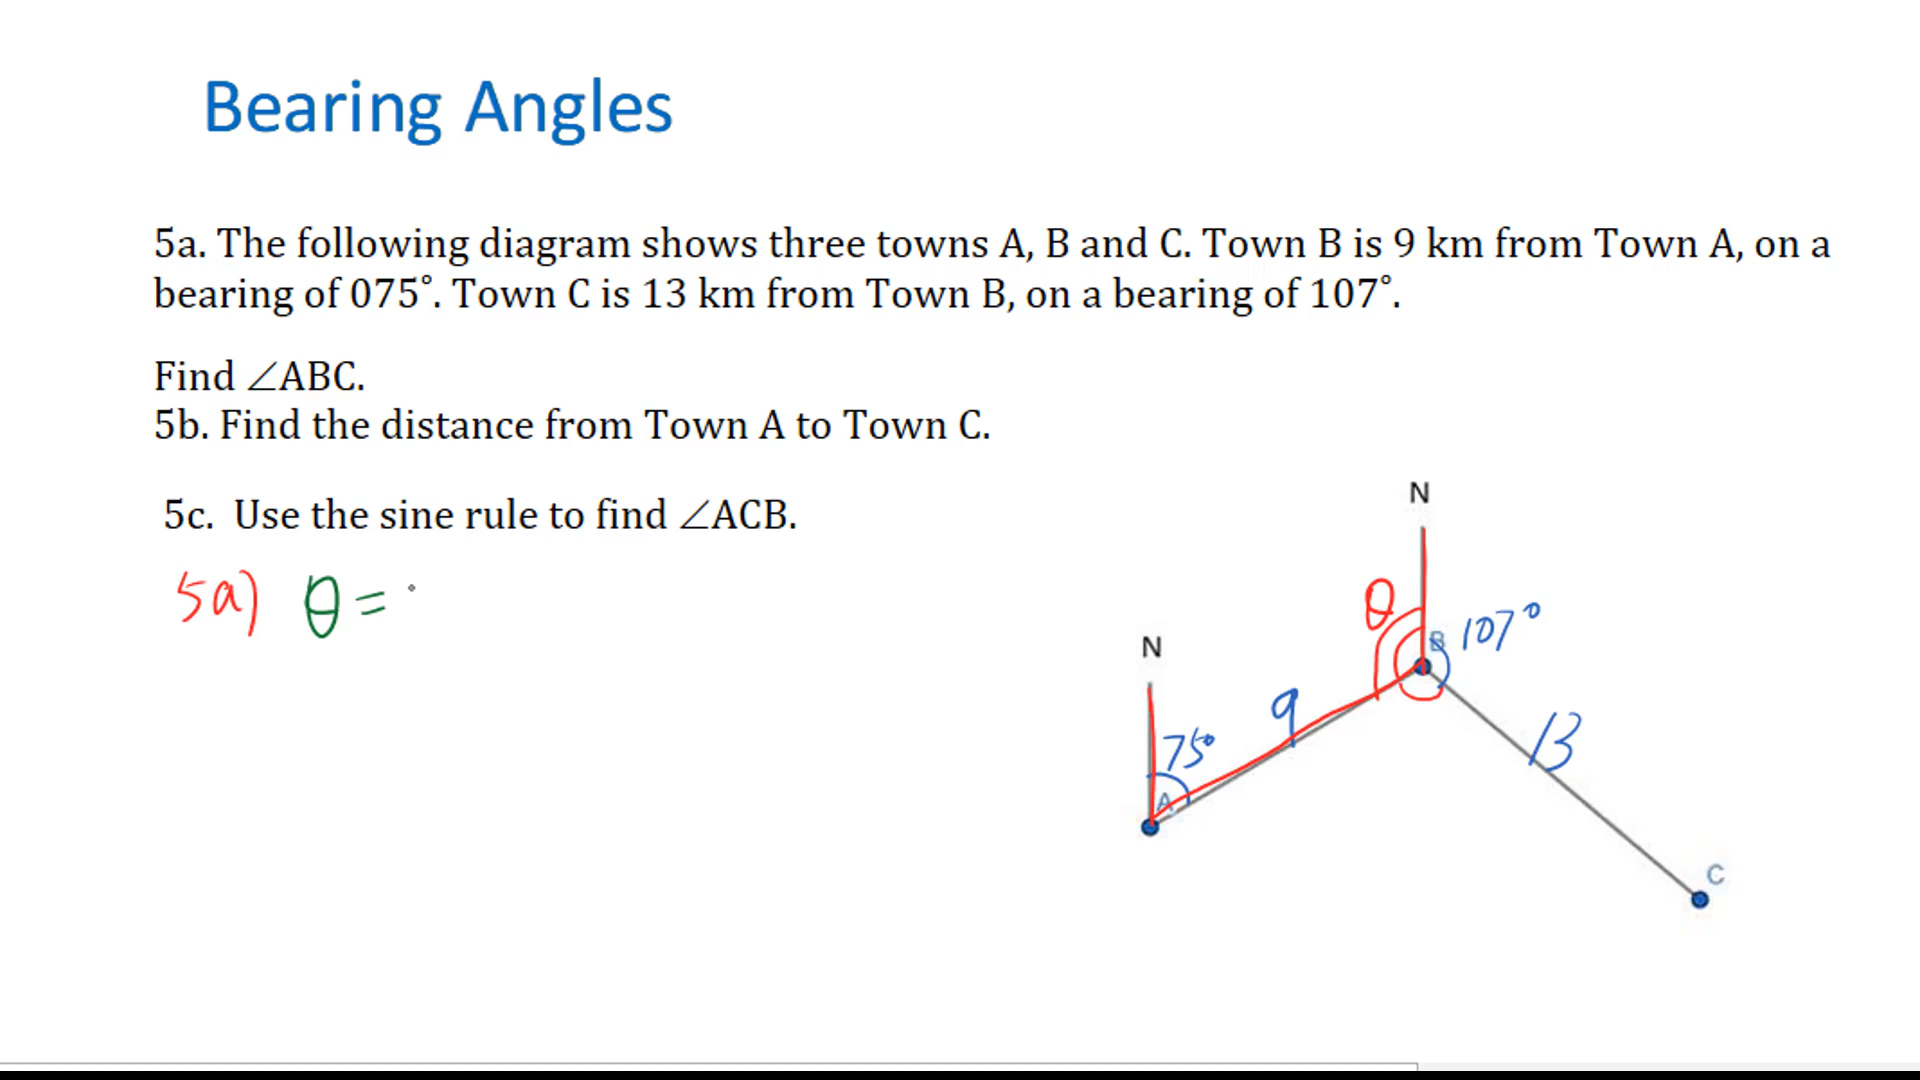 Bearing Angles
5a. The following diagram shows three towns A, B and C. Town B is 9 km from Town A, on a
bearing of 075°. Town C is 13 km from Town B, on a bearing of 107°.
Find ∠ABC.
5b. Find the distance from Town A to Town C.
5c. Use the sine rule to find ∠ACB.
5a) θ =
N
θ
B 107°
N
9
75°
13
A
C